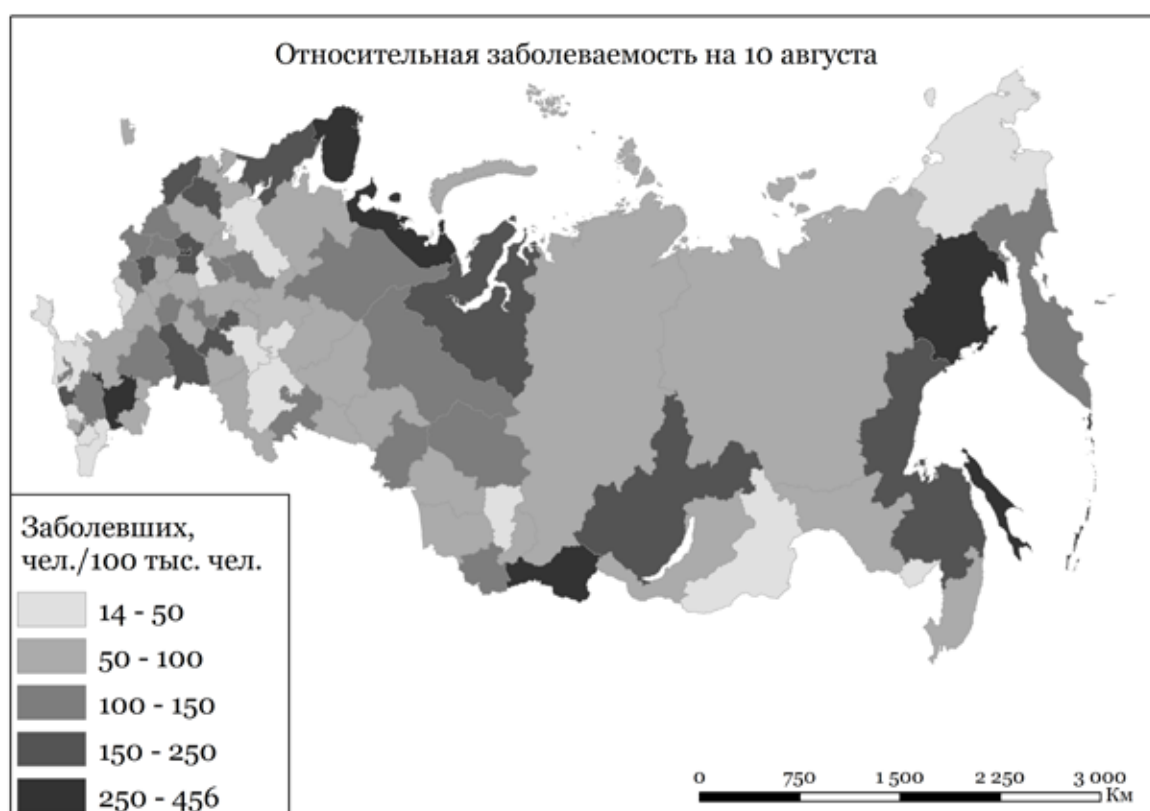 Относительная заболеваемость на 10 августа
Заболевших,
чел./100 тыс. чел.
14 - 50
50 - 100
100 - 150
150 - 250
250 - 456
0 750 1 500 2 250 3 000
Км